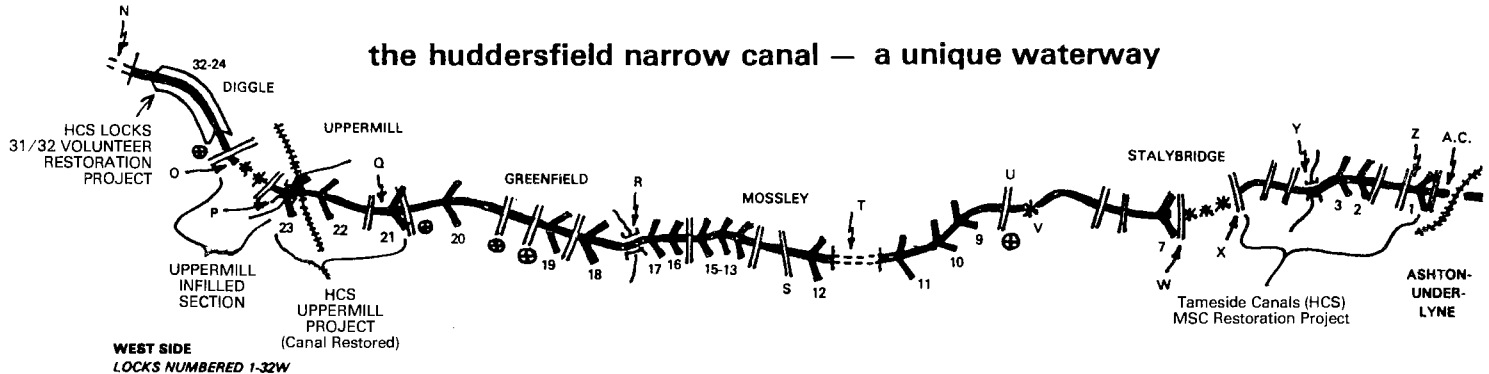 the huddersfield narrow canal — a unique waterway
N
32-24
DIGGLE
HCS LOCKS
31/32 VOLUNTEER
RESTORATION
PROJECT
O
P
UPPERMILL
Q
23
22
21
20
UPPERMILL
INFILLED
SECTION
HCS
UPPERMILL
PROJECT
(Canal Restored)
GREENFIELD
R
19
18
17
16
15-13
MOSSLEY
S
12
T
11
10
9
U
V
STALYBRIDGE
7
W
X
Y
3
2
Z
1
A.C.
Tameside Canals (HCS)
MSC Restoration Project
ASHTON-
UNDER-
LYNE
WEST SIDE
LOCKS NUMBERED 1-32W